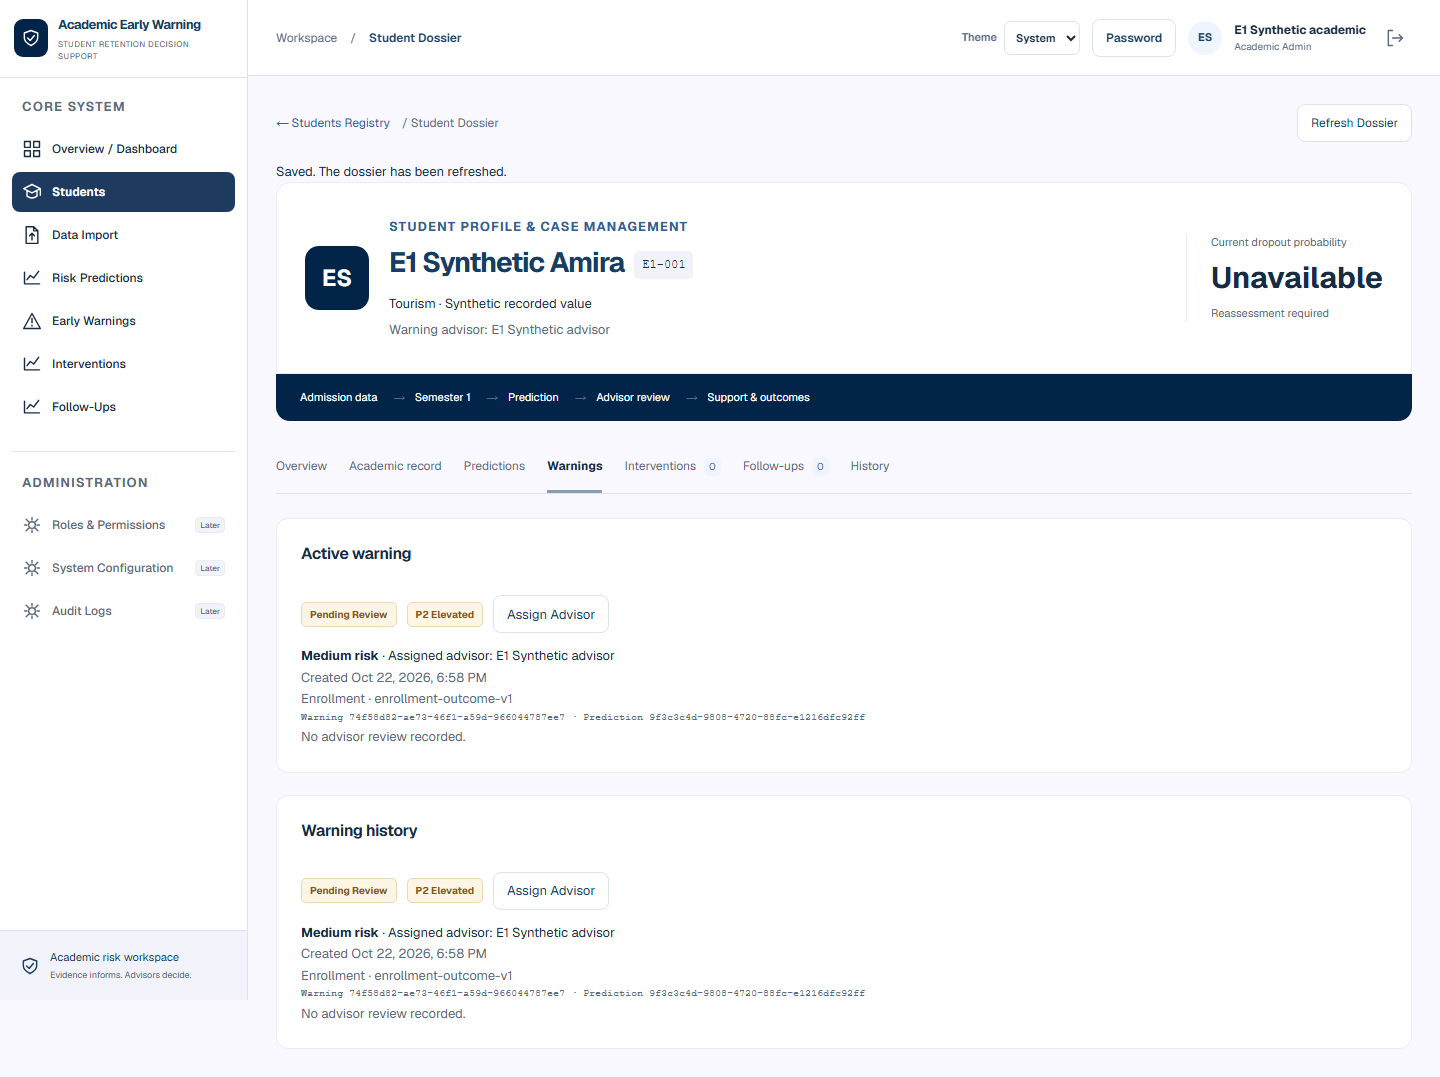 Academic Early Warning
STUDENT RETENTION DECISION
SUPPORT
Workspace / Student Dossier
Theme System Password ES E1 Synthetic academic
Academic Admin
CORE SYSTEM
Overview / Dashboard
Students
Data Import
Risk Predictions
Early Warnings
Interventions
Follow-Ups
ADMINISTRATION
Roles & Permissions Later
System Configuration Later
Audit Logs Later
Academic risk workspace
Evidence informs. Advisors decide.
← Students Registry / Student Dossier
Refresh Dossier
Saved. The dossier has been refreshed.
ES
STUDENT PROFILE & CASE MANAGEMENT
E1 Synthetic Amira E1-001
Tourism · Synthetic recorded value
Warning advisor: E1 Synthetic advisor
Current dropout probability
Unavailable
Reassessment required
Admission data → Semester 1 → Prediction → Advisor review → Support & outcomes
Overview Academic record Predictions Warnings Interventions 0 Follow-ups 0 History
Active warning
Pending Review P2 Elevated Assign Advisor
Medium risk · Assigned advisor: E1 Synthetic advisor
Created Oct 22, 2026, 6:58 PM
Enrollment · enrollment-outcome-v1
Warning 74f58d82-ae73-46f1-a59d-966044787ee7 · Prediction 9f3c3c4d-9808-4720-88fc-e1216dfc92ff
No advisor review recorded.
Warning history
Pending Review P2 Elevated Assign Advisor
Medium risk · Assigned advisor: E1 Synthetic advisor
Created Oct 22, 2026, 6:58 PM
Enrollment · enrollment-outcome-v1
Warning 74f58d82-ae73-46f1-a59d-966044787ee7 · Prediction 9f3c3c4d-9808-4720-88fc-e1216dfc92ff
No advisor review recorded.